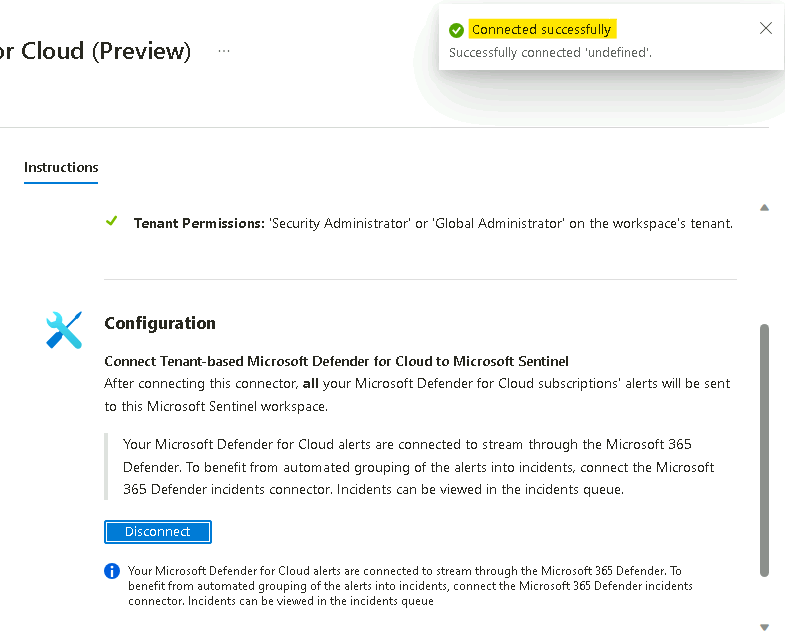 Connected successfully
Successfully connected 'undefined'.
or Cloud (Preview) ...
Instructions
Tenant Permissions: 'Security Administrator' or 'Global Administrator' on the workspace's tenant.
Configuration
Connect Tenant-based Microsoft Defender for Cloud to Microsoft Sentinel
After connecting this connector, all your Microsoft Defender for Cloud subscriptions' alerts will be sent
to this Microsoft Sentinel workspace.
Your Microsoft Defender for Cloud alerts are connected to stream through the Microsoft 365
Defender. To benefit from automated grouping of the alerts into incidents, connect the Microsoft
365 Defender incidents connector. Incidents can be viewed in the incidents queue.
Disconnect
Your Microsoft Defender for Cloud alerts are connected to stream through the Microsoft 365 Defender. To
benefit from automated grouping of the alerts into incidents, connect the Microsoft 365 Defender incidents
connector. Incidents can be viewed in the incidents queue